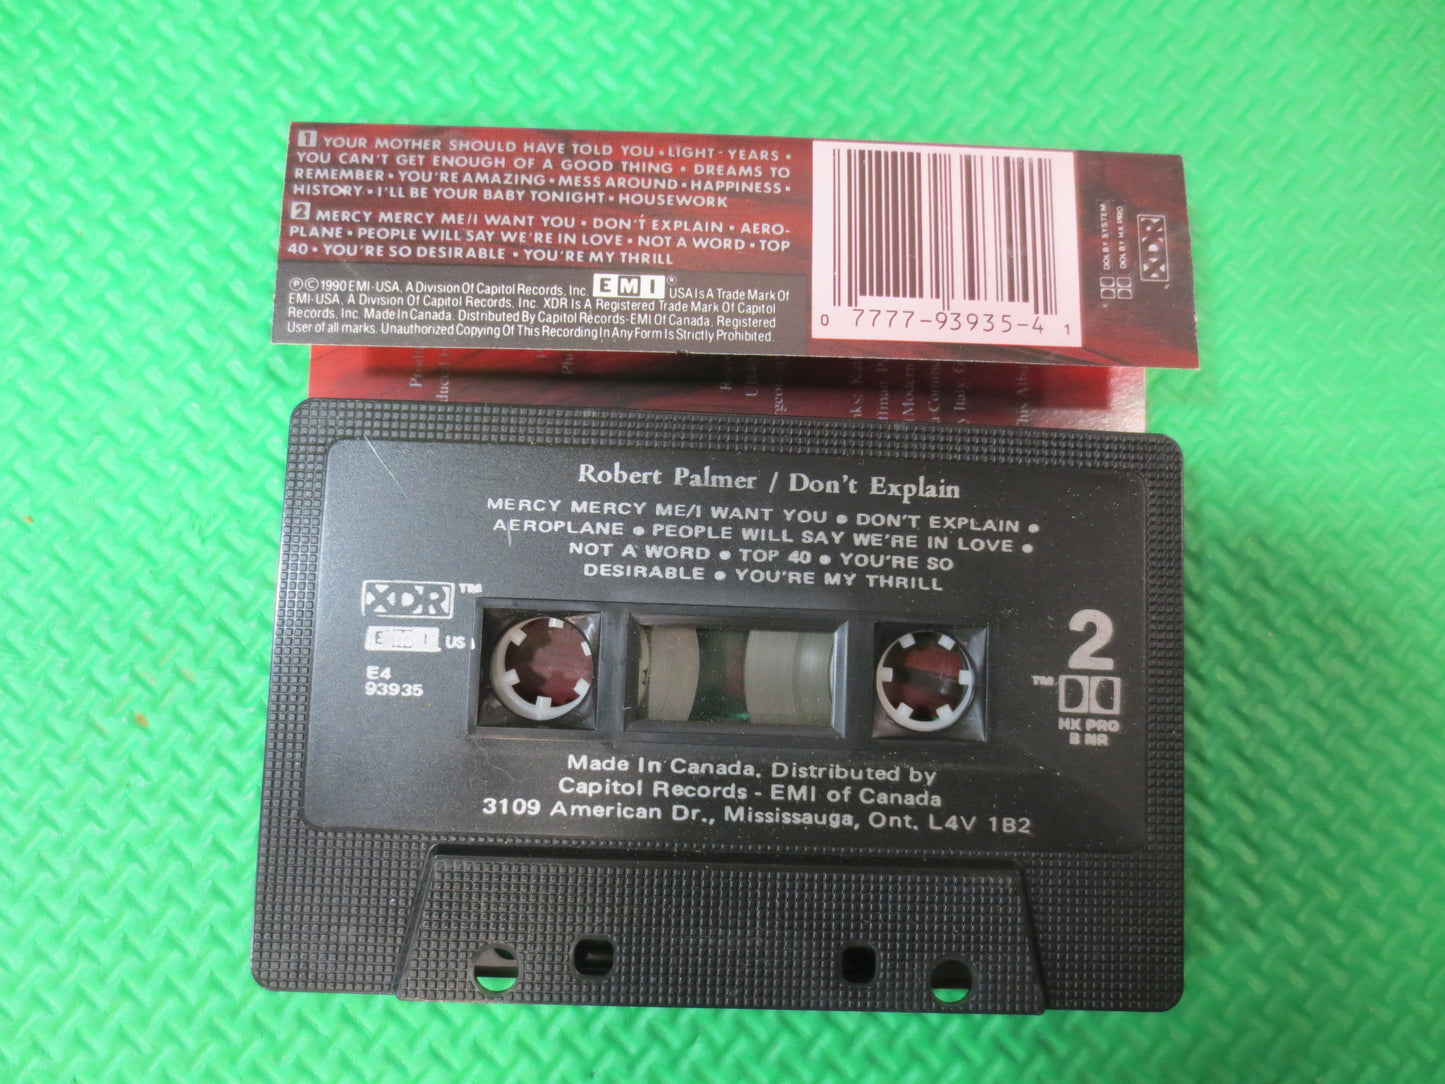 1 YOUR MOTHER SHOULD HAVE TOLD YOU • LIGHT-YEARS •
YOU CAN'T GET ENOUGH OF A GOOD THING • DREAMS TO
REMEMBER • YOU'RE AMAZING • MESS AROUND • HAPPINESS •
HISTORY • I'LL BE YOUR BABY TONIGHT • HOUSEWORK
2 MERCY MERCY ME/I WANT YOU • DON'T EXPLAIN • AERO-
PLANE • PEOPLE WILL SAY WE'RE IN LOVE • NOT A WORD • TOP
40 • YOU'RE SO DESIRABLE • YOU'RE MY THRILL
℗©1990 EMI-USA, A Division Of Capitol Records, Inc. EMI® USA Is A Trade Mark Of
EMI-USA, A Division Of Capitol Records, Inc. XDR Is A Registered Trade Mark Of Capitol
Records, Inc. Made In Canada. Distributed By Capitol Records-EMI Of Canada, Registered
User of all marks. Unauthorized Copying Of This Recording In Any Form Is Strictly Prohibited.
0 7777-93935-4 1
DOLBY SYSTEM
DOLBY HX PRO
XDR
Robert Palmer / Don't Explain
MERCY MERCY ME/I WANT YOU • DON'T EXPLAIN •
AEROPLANE • PEOPLE WILL SAY WE'RE IN LOVE •
NOT A WORD • TOP 40 • YOU'RE SO
DESIRABLE • YOU'RE MY THRILL
XDR TM
EMI USA
E4
93935
2
TM
HX PRO
B NR
Made In Canada. Distributed by
Capitol Records - EMI of Canada
3109 American Dr., Mississauga, Ont. L4V 1B2